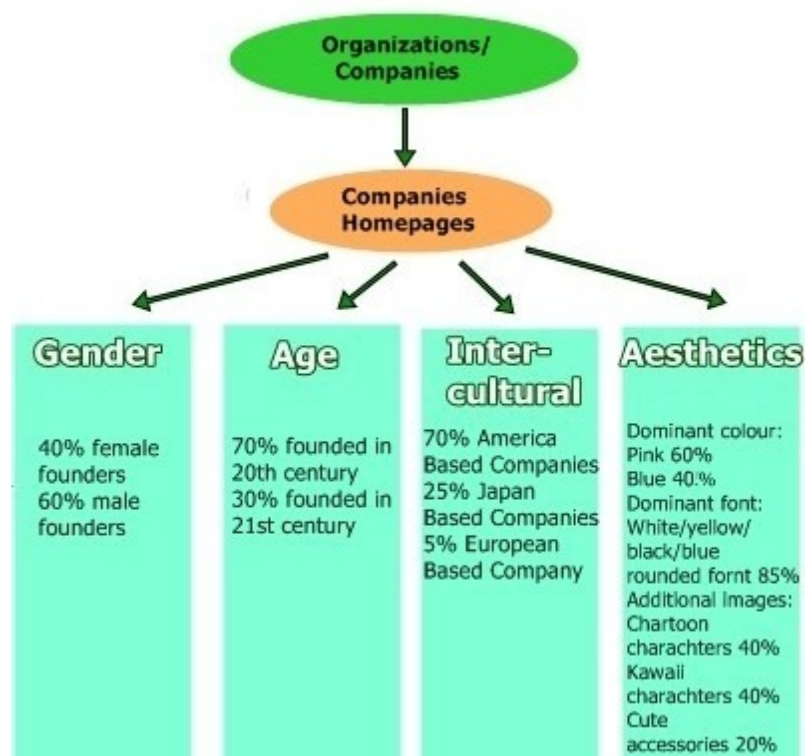 Organizations/
Companies
Companies
Homepages
Gender
40% female
founders
60% male
founders
Age
70% founded in
20th century
30% founded in
21st century
Inter-
cultural
70% America
Based Companies
25% Japan
Based Companies
5% European
Based Company
Aesthetics
Dominant colour:
Pink 60%
Blue 40.%
Dominant font:
White/yellow/
black/blue
rounded fornt 85%
Additional images:
Chartoon
charachters 40%
Kawaii
charachters 40%
Cute
accessories 20%